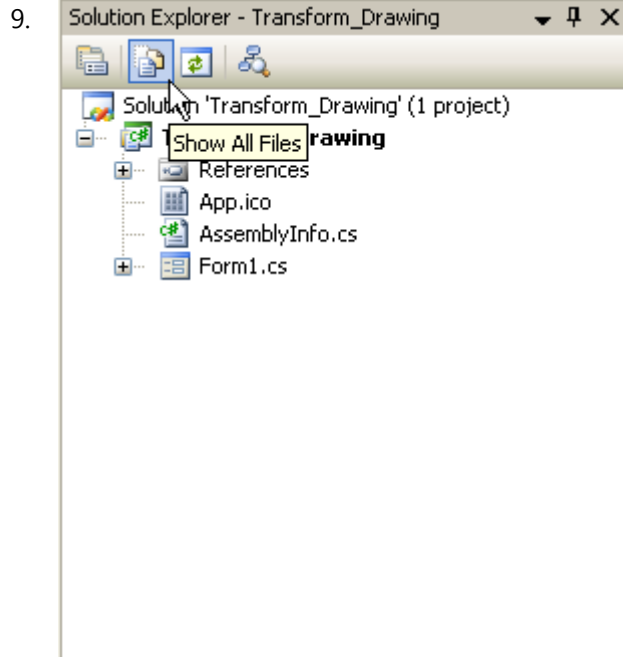 9.
Solution Explorer - Transform_Drawing
Solution 'Transform_Drawing' (1 project)
rawing
Show All Files
References
App.ico
AssemblyInfo.cs
Form1.cs